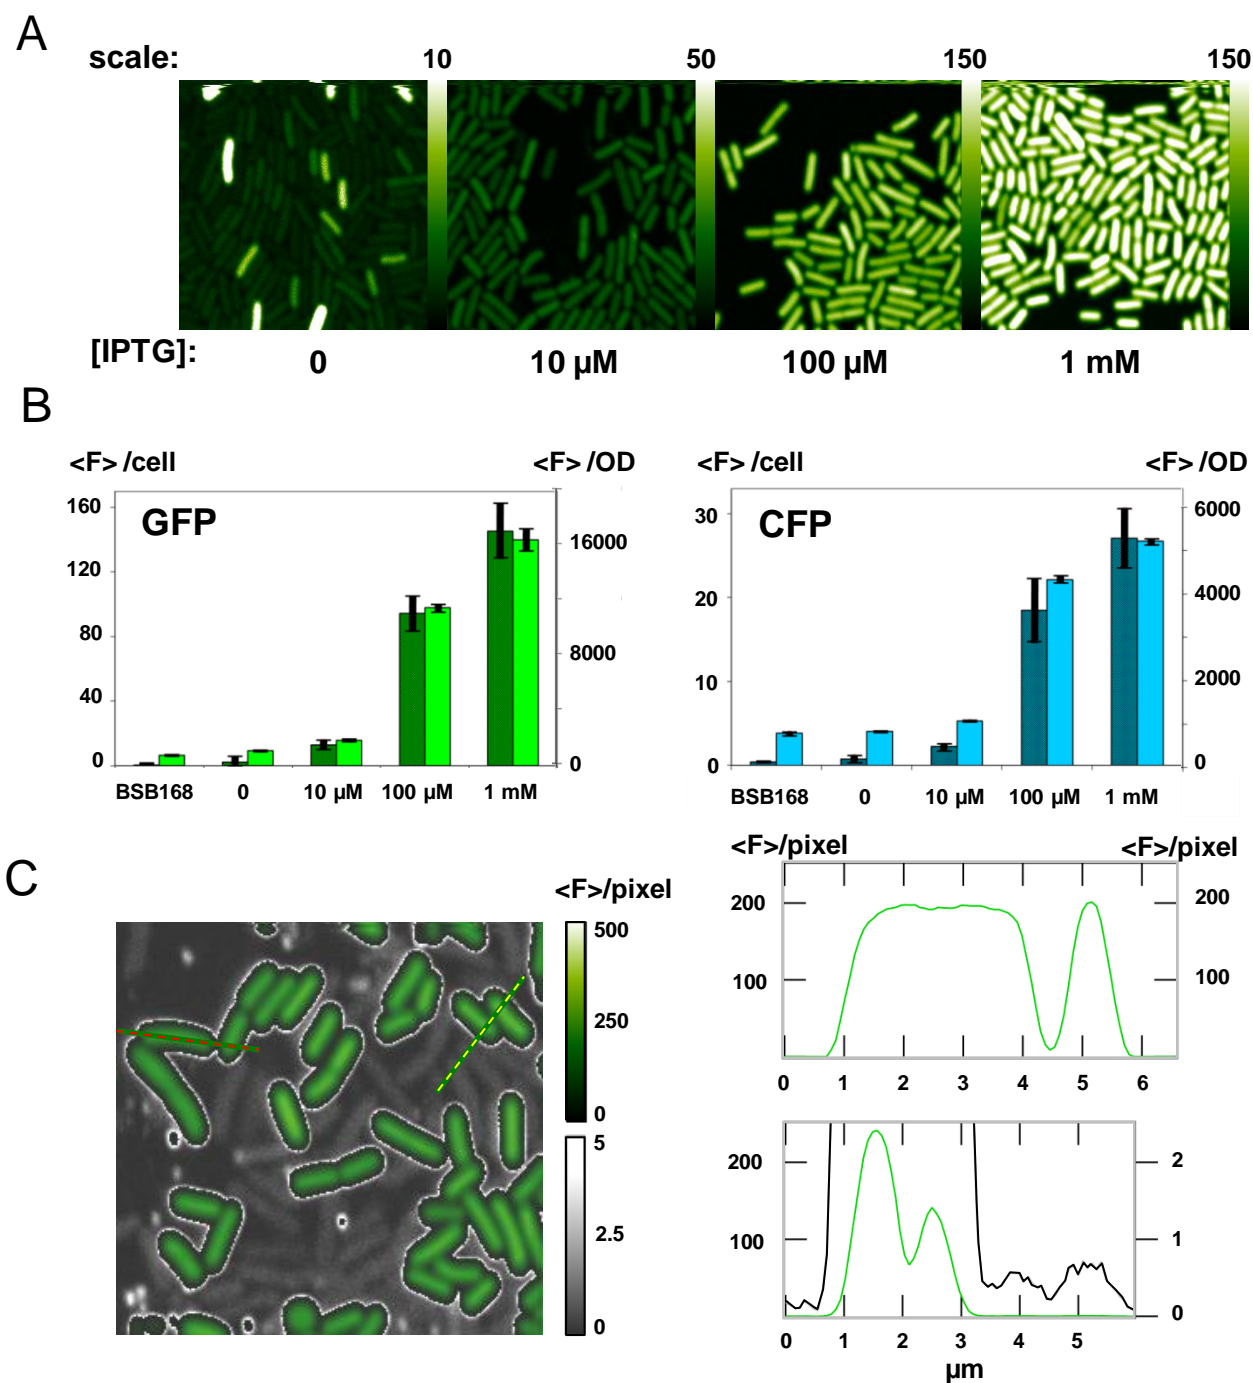 A
scale: 10 50 150 150
[IPTG]: 0 10 µM 100 µM 1 mM
B
<F> /cell <F> /OD <F> /cell <F> /OD
GFP
160
120
80
40
0
16000
8000
0
BSB168 0 10 µM 100 µM 1 mM
CFP
30
20
10
0
6000
4000
2000
0
BSB168 0 10 µM 100 µM 1 mM
C
<F>/pixel
500
250
0
5
2.5
0
<F>/pixel <F>/pixel
200 200
100 100
0 1 2 3 4 5 6
200 2
100 1
0
0 1 2 3 4 5
µm